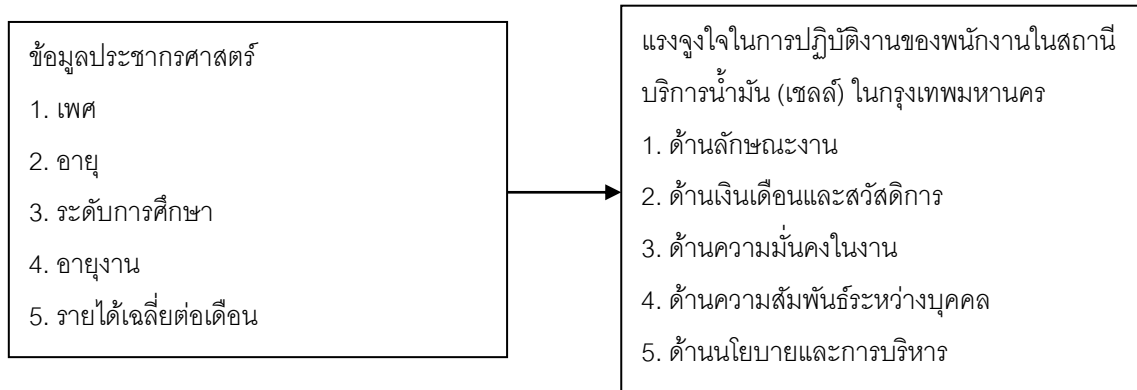 ข้อมูลประชากรศาสตร์
1. เพศ
2. อายุ
3. ระดับการศึกษา
4. อายุงาน
5. รายได้เฉลี่ยต่อเดือน
แรงจูงใจในการปฏิบัติงานของพนักงานในสถานี
บริการน้ำมัน (เชลล์) ในกรุงเทพมหานคร
1. ด้านลักษณะงาน
2. ด้านเงินเดือนและสวัสดิการ
3. ด้านความมั่นคงในงาน
4. ด้านความสัมพันธ์ระหว่างบุคคล
5. ด้านนโยบายและการบริหาร